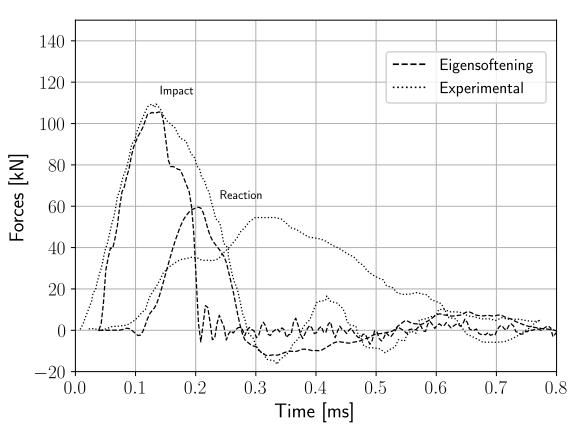 140
120
100
80
60
40
20
0
−20
0.0 0.1 0.2 0.3 0.4 0.5 0.6 0.7 0.8
Forces [kN]
Time [ms]
Eigensoftening
Experimental
Impact
Reaction